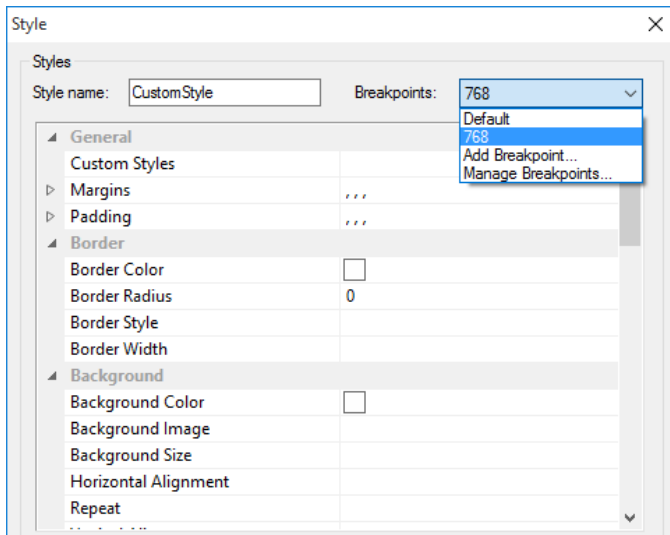 Style
Styles
Style name: CustomStyle Breakpoints: 768
Default
768
Add Breakpoint...
Manage Breakpoints...
General
Custom Styles
Margins , , ,
Padding , , ,
Border
Border Color
Border Radius 0
Border Style
Border Width
Background
Background Color
Background Image
Background Size
Horizontal Alignment
Repeat